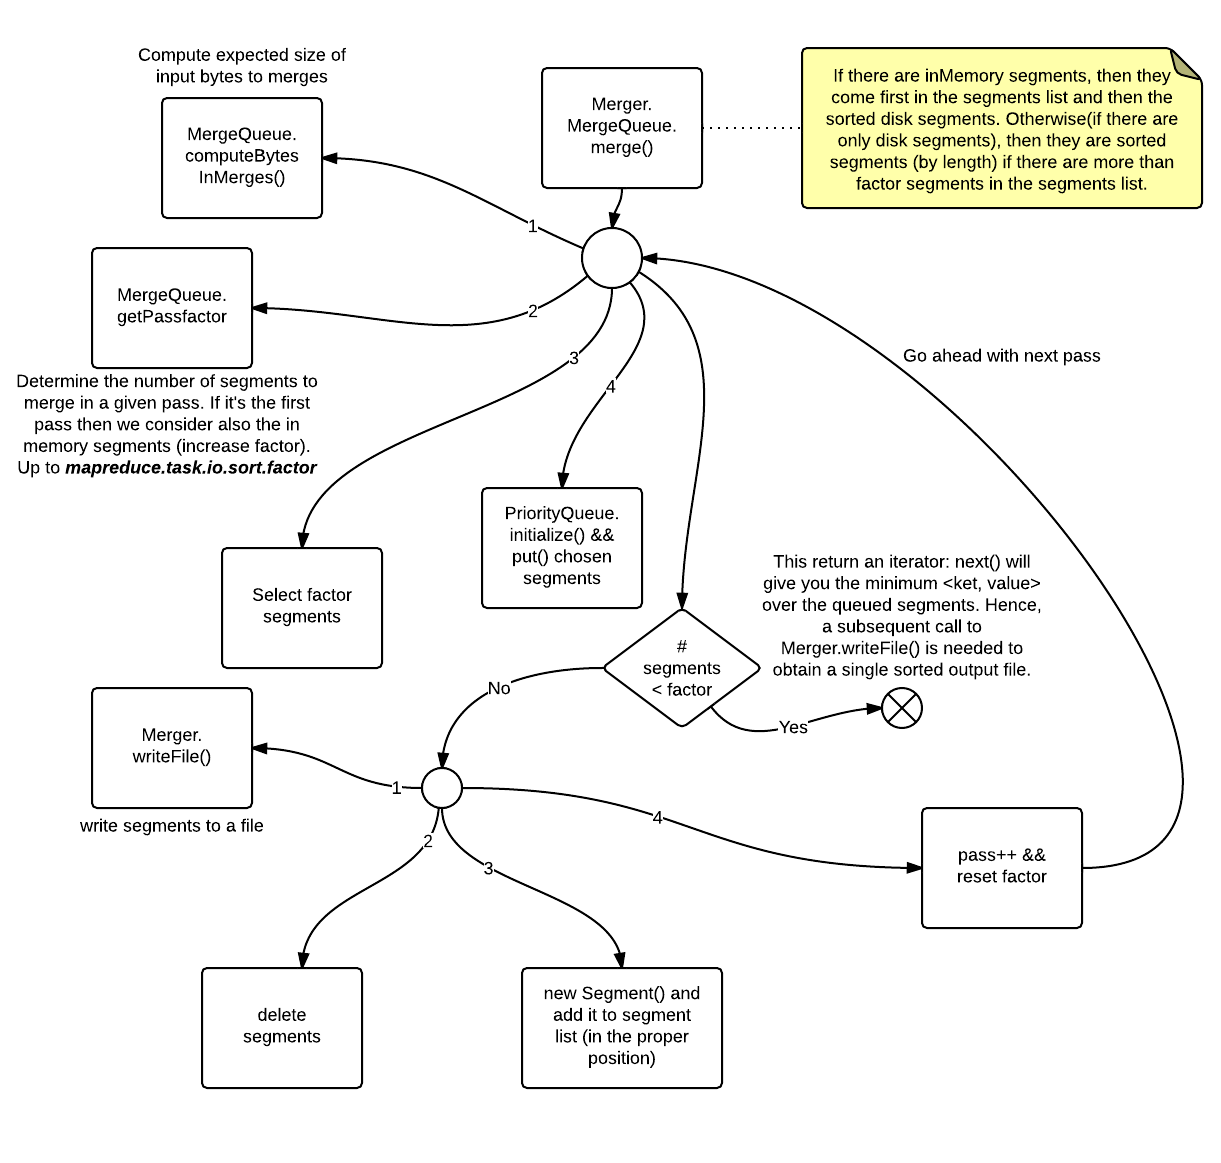 Compute expected size of
input bytes to merges
MergeQueue.
computeBytes
InMerges()
Merger.
MergeQueue.
merge()
If there are inMemory segments, then they
come first in the segments list and then the
sorted disk segments. Otherwise(if there are
only disk segments), then they are sorted
segments (by length) if there are more than
factor segments in the segments list.
1
MergeQueue.
getPassfactor
2
3
4
Go ahead with next pass
Determine the number of segments to
merge in a given pass. If it's the first
pass then we consider also the in
memory segments (increase factor).
Up to mapreduce.task.io.sort.factor
PriorityQueue.
initialize() &&
put() chosen
segments
Select factor
segments
This return an iterator: next() will
give you the minimum <ket, value>
over the queued segments. Hence,
a subsequent call to
Merger.writeFile() is needed to
obtain a single sorted output file.
#
segments
< factor
No
Yes
Merger.
writeFile()
write segments to a file
1
2
3
4
pass++ &&
reset factor
delete
segments
new Segment() and
add it to segment
list (in the proper
position)